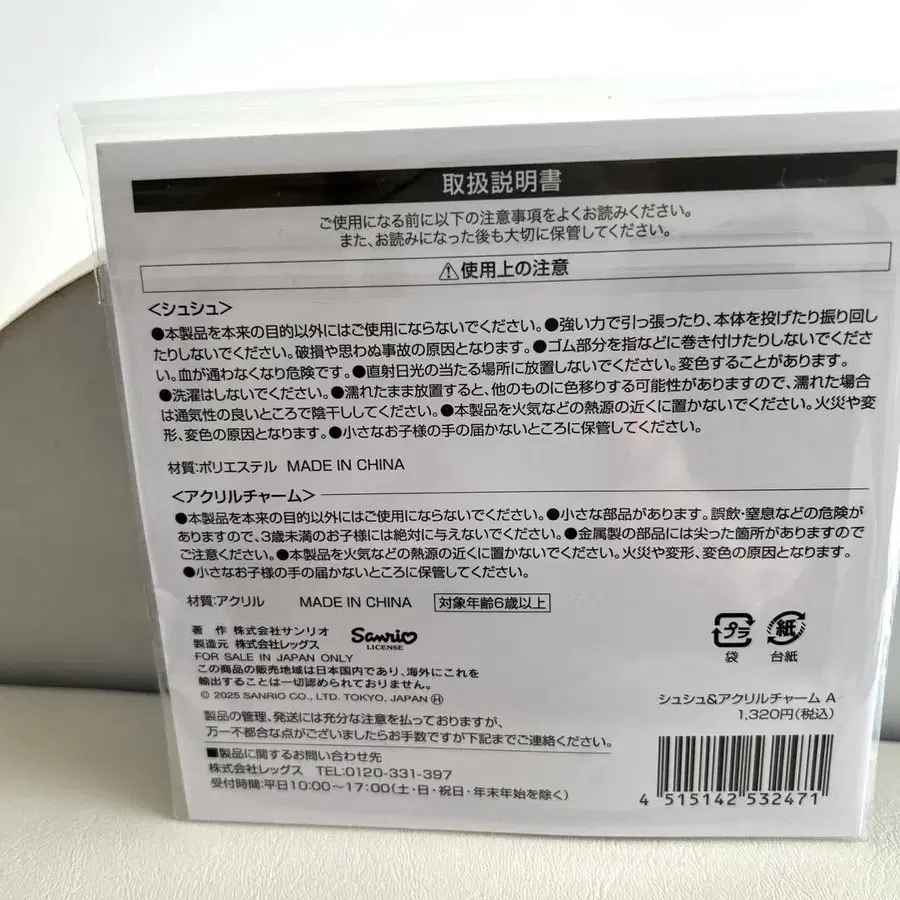 取扱説明書
ご使用になる前に以下の注意事項をよくお読みください。
また、お読みになった後も大切に保管してください。
⚠使用上の注意
<シュシュ>
●本製品を本来の目的以外にはご使用にならないでください。●強い力で引っ張ったり、本体を投げたり振り回し
たりしないでください。破損や思わぬ事故の原因となります。●ゴム部分を指などに巻き付けたりしないでくださ
い。血が通わなくなり危険です。●直射日光の当たる場所に放置しないでください。変色することがあります。
●洗濯はしないでください。●濡れたまま放置すると、他のものに色移りする可能性がありますので、濡れた場合
は通気性の良いところで陰干ししてください。●本製品を火気などの熱源の近くに置かないでください。火災や変
形、変色の原因となります。●小さなお子様の手の届かないところに保管してください。
材質:ポリエステル MADE IN CHINA
<アクリルチャーム>
●本製品を本来の目的以外にはご使用にならないでください。●小さな部品があります。誤飲・窒息などの危険が
ありますので、3歳未満のお子様には絶対に与えないでください。●金属製の部品には尖った箇所がありますので
ご注意ください。●本製品を火気などの熱源の近くに置かないでください。火災や変形、変色の原因となります。
●小さなお子様の手の届かないところに保管してください。
材質:アクリル MADE IN CHINA 対象年齢6歳以上
著 作 株式会社サンリオ
製造元 株式会社レッグス
Sanrio
LICENSE
FOR SALE IN JAPAN ONLY
この商品の販売地域は日本国内であり、海外にこれを
輸出することは一切認められておりません。
© 2025 SANRIO CO., LTD. TOKYO, JAPAN Ⓗ
プラ
袋
紙
台紙
シュシュ&アクリルチャーム A
1,320円(税込)
製品の管理、発送には充分な注意を払っておりますが、
万一不都合な点がございましたらお手数ですが下記までご連絡ください。
■製品に関するお問い合わせ先
株式会社レッグス TEL:0120-331-397
受付時間:平日10:00〜17:00(土・日・祝日・年末年始を除く)
4 515142 532471